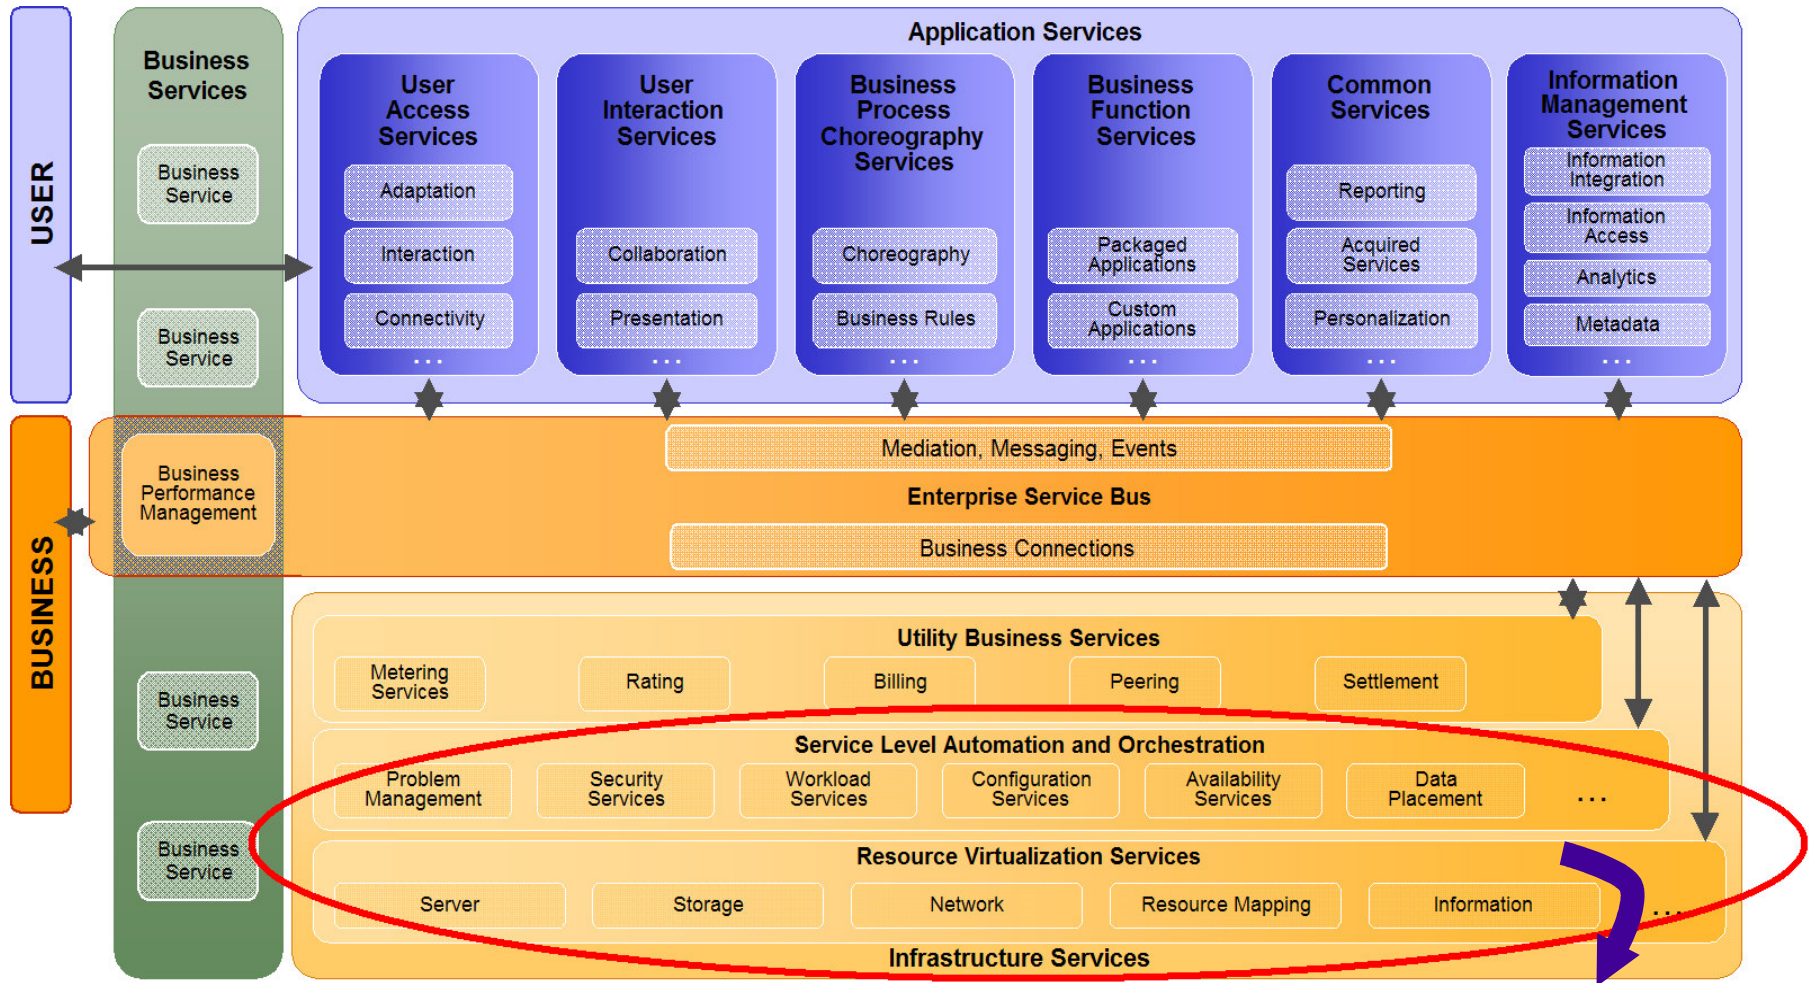 USER
BUSINESS
Business
Services
Business
Service
Business
Service
Business
Performance
Management
Business
Service
Business
Service
Application Services
User
Access
Services
Adaptation
Interaction
Connectivity
...
User
Interaction
Services
Collaboration
Presentation
...
Business
Process
Choreography
Services
Choreography
Business Rules
...
Business
Function
Services
Packaged
Applications
Custom
Applications
...
Common
Services
Reporting
Acquired
Services
Personalization
...
Information
Management
Services
Information
Integration
Information
Access
Analytics
Metadata
...
Mediation, Messaging, Events
Enterprise Service Bus
Business Connections
Utility Business Services
Metering
Services
Rating
Billing
Peering
Settlement
Service Level Automation and Orchestration
Problem
Management
Security
Services
Workload
Services
Configuration
Services
Availability
Services
Data
Placement
...
Resource Virtualization Services
Server
Storage
Network
Resource Mapping
Information
...
Infrastructure Services